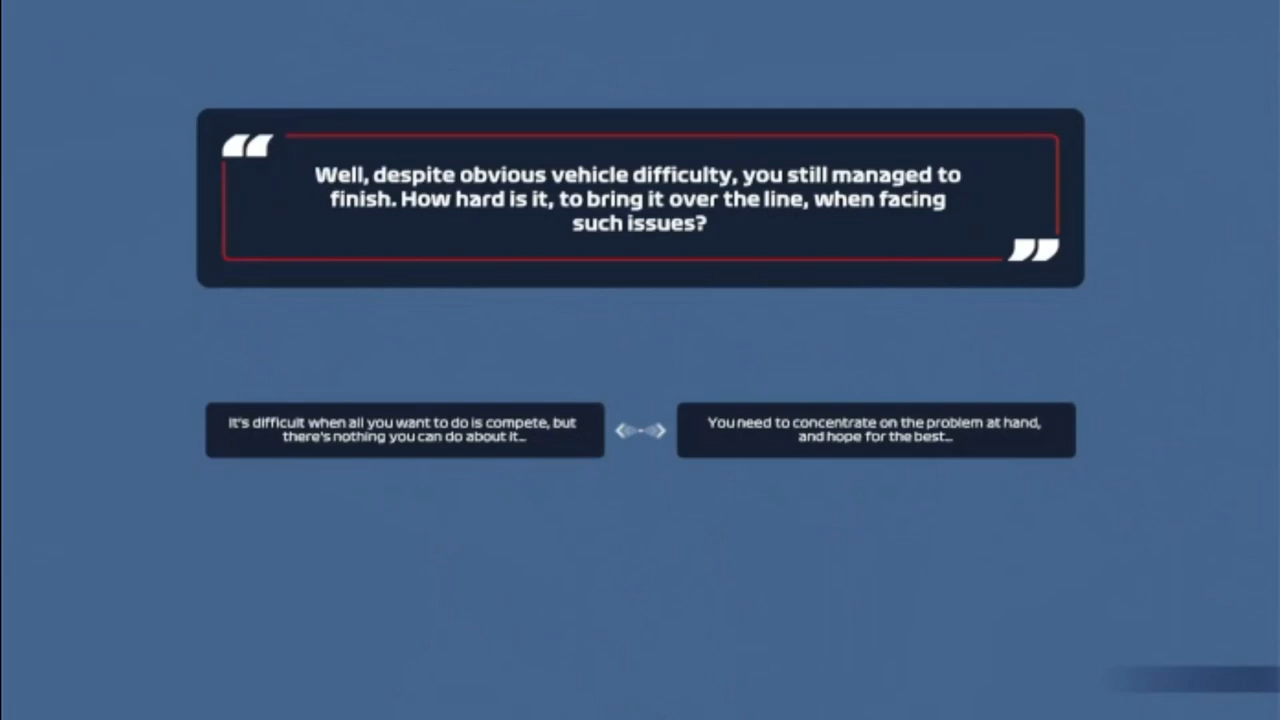 Well, despite obvious vehicle difficulty, you still managed to
finish. How hard is it, to bring it over the line, when facing
such issues?
It's difficult when all you want to do is compete, but
there's nothing you can do about it...
You need to concentrate on the problem at hand,
and hope for the best...